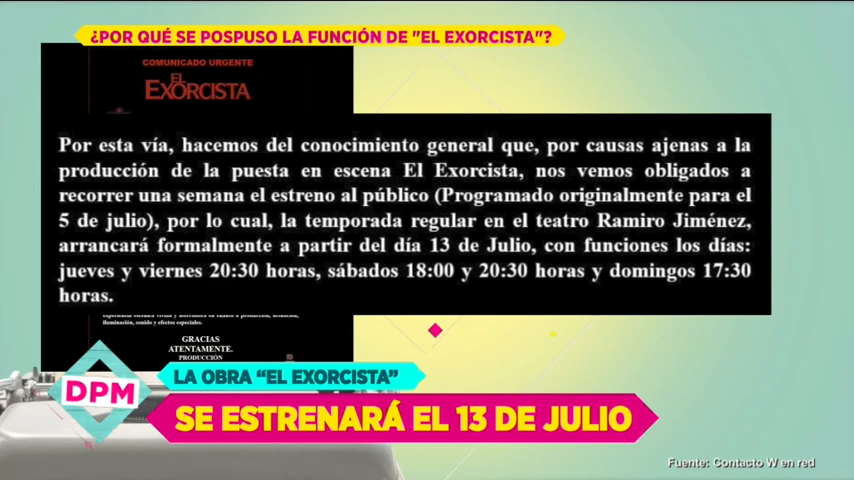 ¿POR QUÉ SE POSPUSO LA FUNCIÓN DE "EL EXORCISTA"?
COMUNICADO URGENTE
EL
EXORCISTA
Por esta vía, hacemos del conocimiento general que, por causas ajenas a la
producción de la puesta en escena El Exorcista, nos vemos obligados a
recorrer una semana el estreno al público (Programado originalmente para el
5 de julio), por lo cual, la temporada regular en el teatro Ramiro Jiménez,
arrancará formalmente a partir del día 13 de Julio, con funciones los días:
jueves y viernes 20:30 horas, sábados 18:00 y 20:30 horas y domingos 17:30
horas.
iluminación, sonido y efectos especiales.
GRACIAS
ATENTAMENTE.
PRODUCCIÓN
DPM
LA OBRA “EL EXORCISTA”
SE ESTRENARÁ EL 13 DE JULIO
Fuente: Contacto W en red